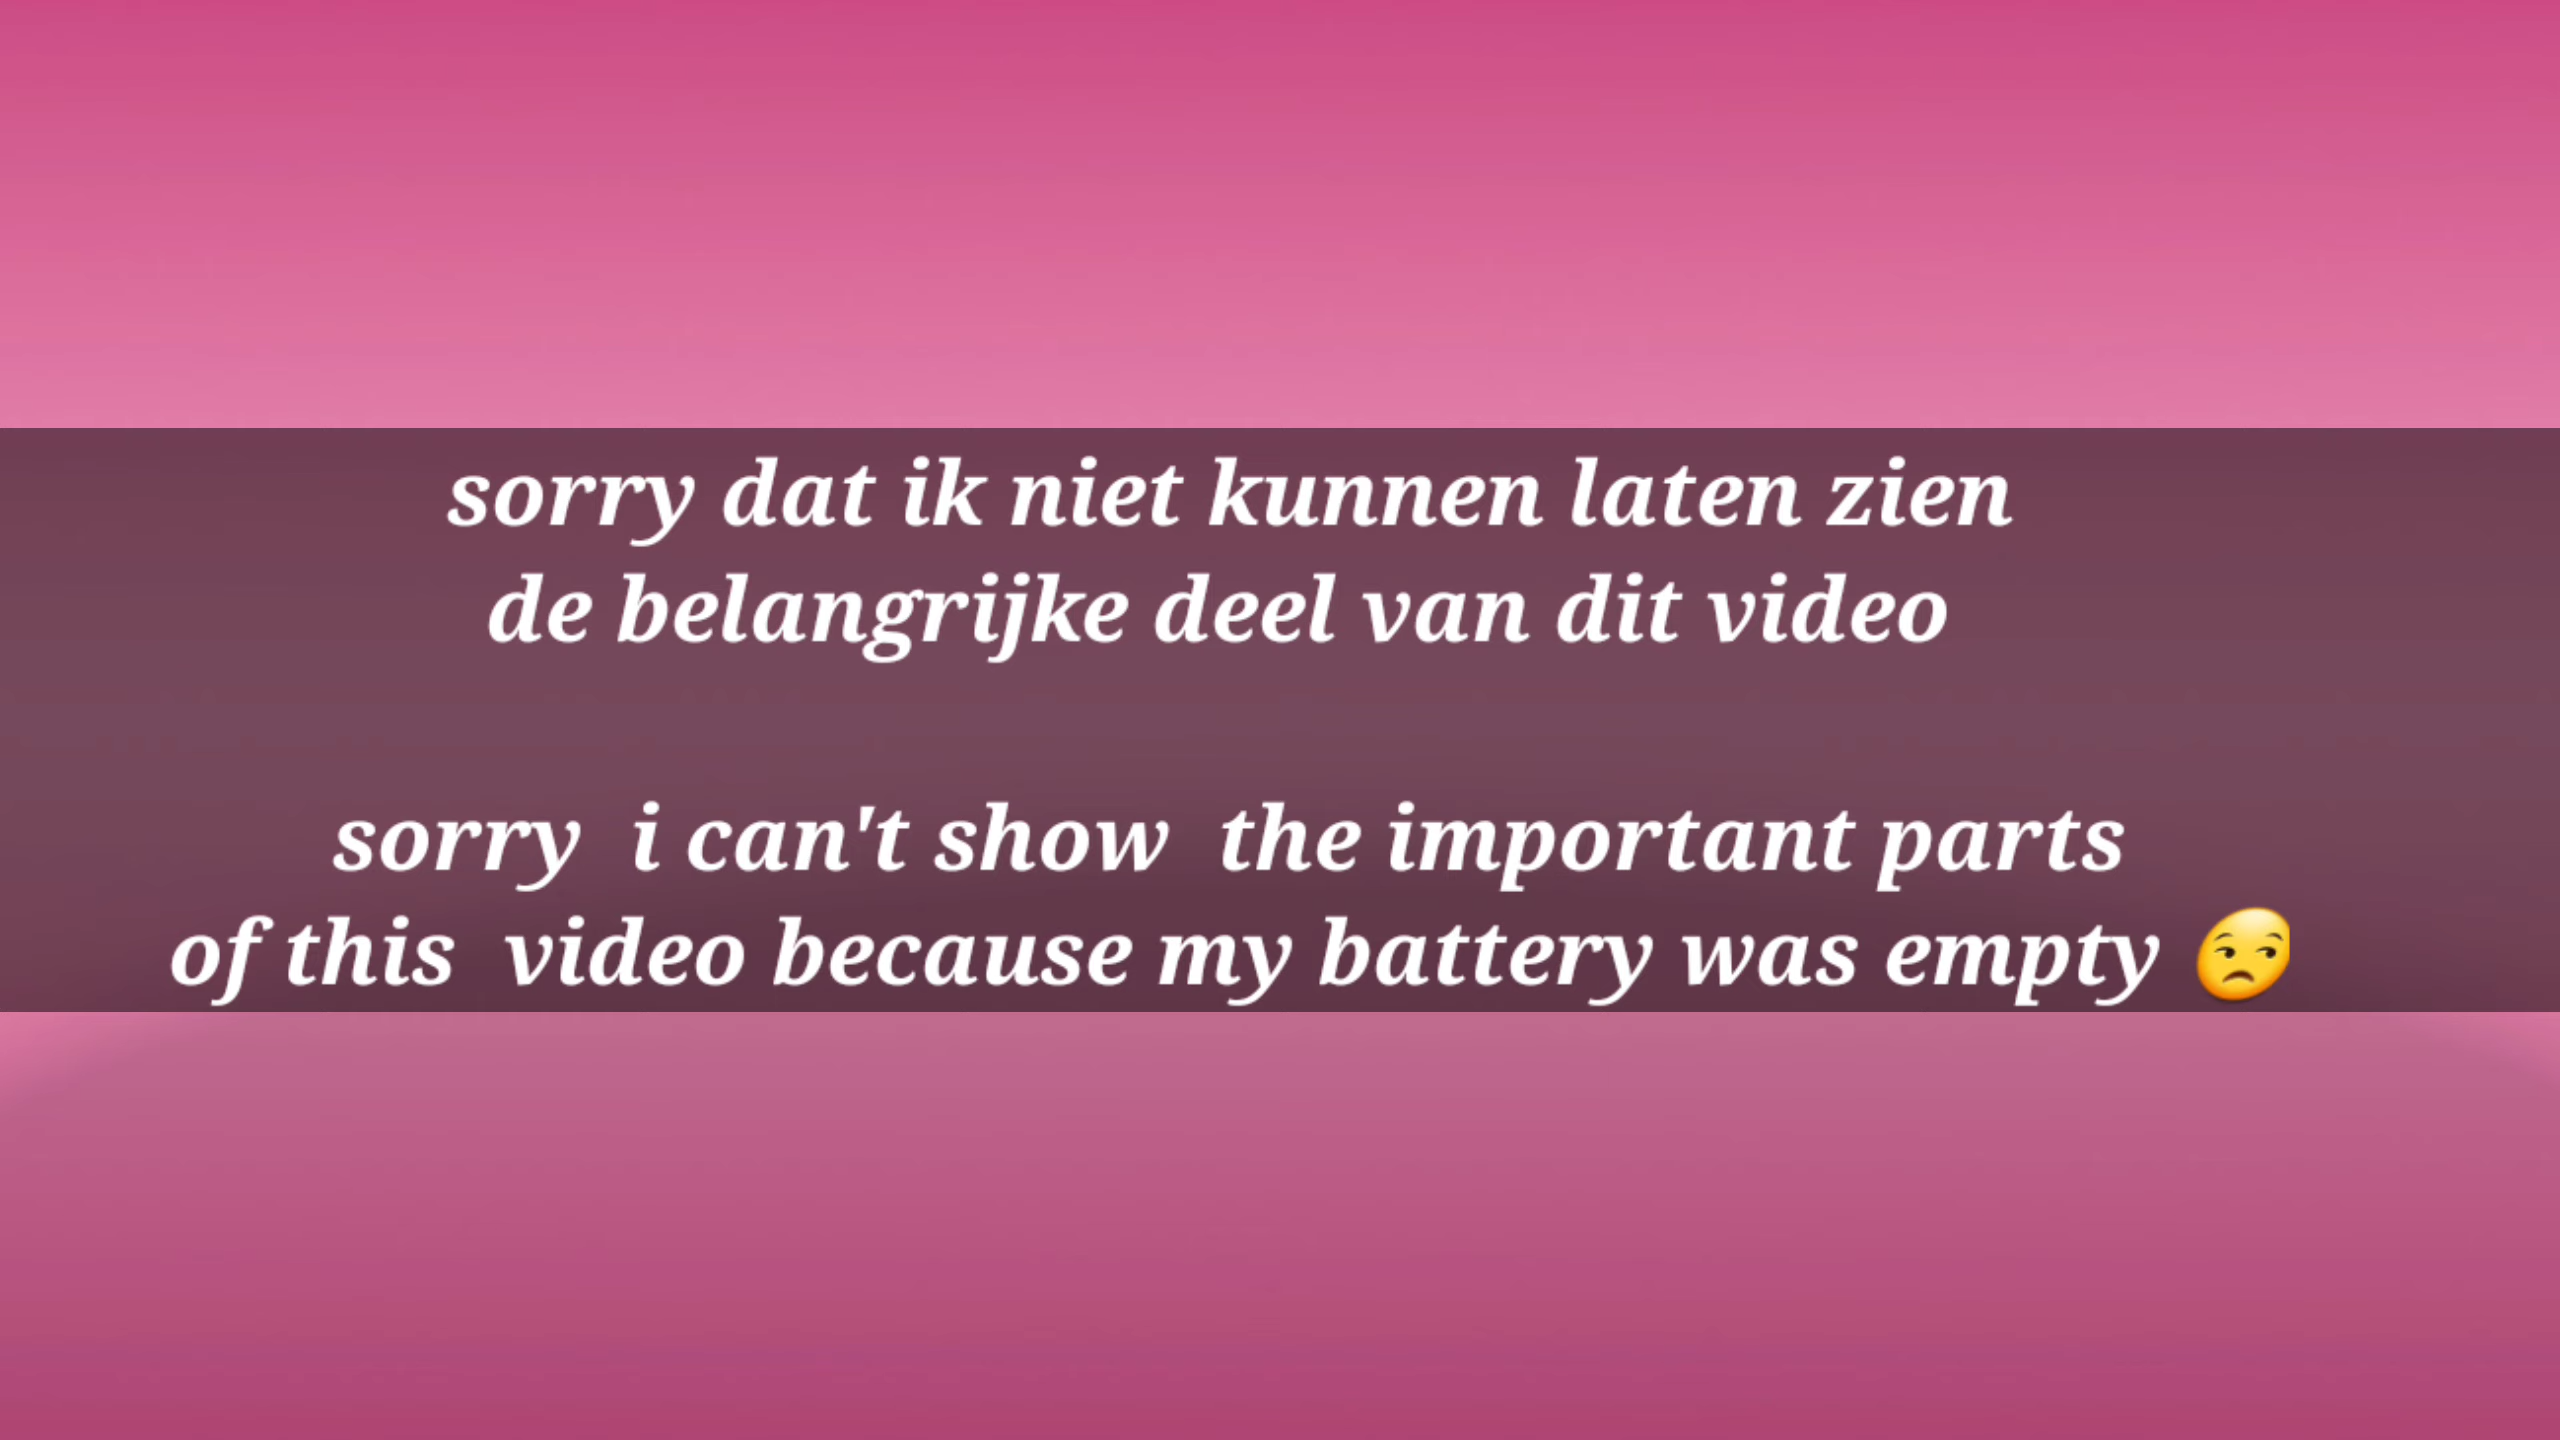 sorry dat ik niet kunnen laten zien
de belangrijke deel van dit video
sorry  i can't show  the important parts
of this  video because my battery was empty 😒